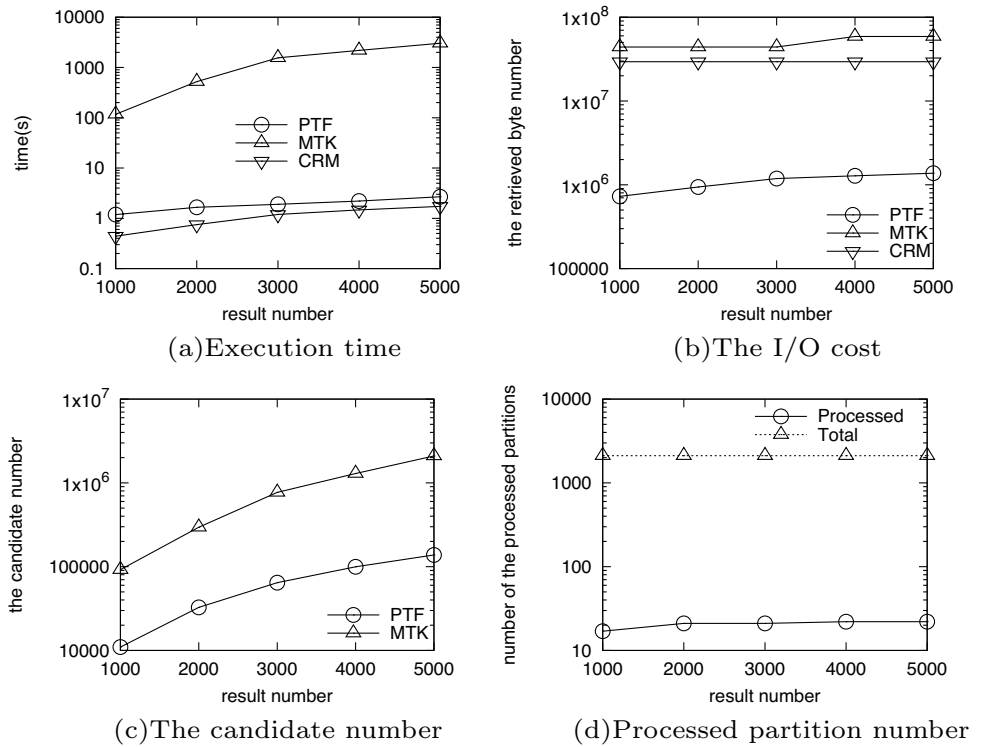 10000
1000
100
10
1
0.1
time(s)
PTF
MTK
CRM
1000 2000 3000 4000 5000
result number
(a)Execution time
1x10^8
1x10^7
1x10^6
100000
the retrieved byte number
PTF
MTK
CRM
1000 2000 3000 4000 5000
result number
(b)The I/O cost
1x10^7
1x10^6
100000
10000
the candidate number
PTF
MTK
1000 2000 3000 4000 5000
result number
(c)The candidate number
10000
1000
100
10
number of the processed partitions
Processed
Total
1000 2000 3000 4000 5000
result number
(d)Processed partition number